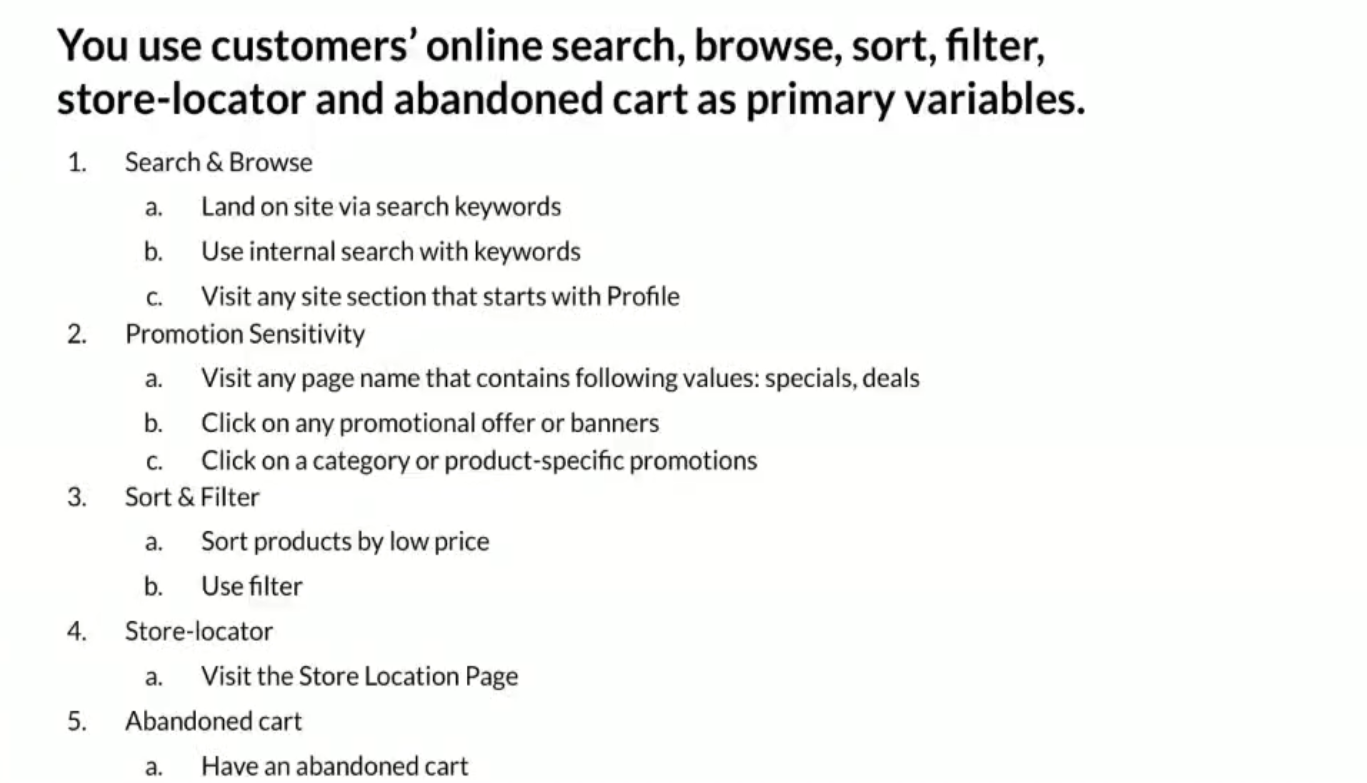 You use customers’ online search, browse, sort, filter,
store-locator and abandoned cart as primary variables.
1. Search & Browse
a. Land on site via search keywords
b. Use internal search with keywords
c. Visit any site section that starts with Profile
2. Promotion Sensitivity
a. Visit any page name that contains following values: specials, deals
b. Click on any promotional offer or banners
c. Click on a category or product-specific promotions
3. Sort & Filter
a. Sort products by low price
b. Use filter
4. Store-locator
a. Visit the Store Location Page
5. Abandoned cart
a. Have an abandoned cart